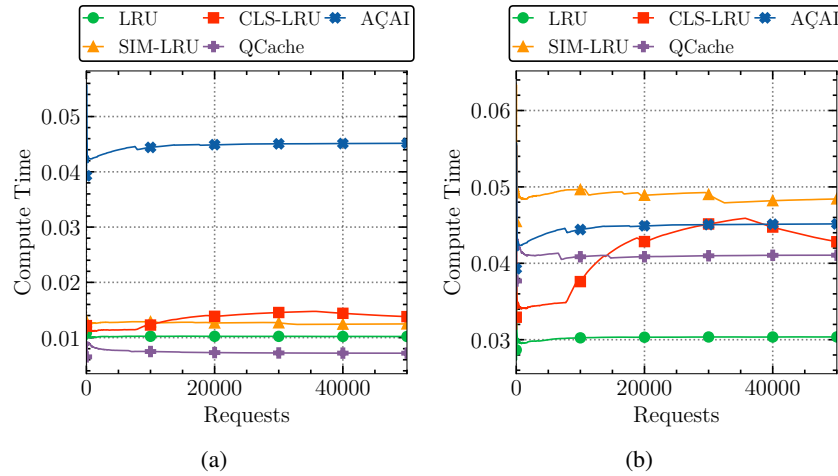 LRU CLS-LRU AÇAI
SIM-LRU QCache
0.05
0.04
0.03
0.02
0.01
Compute Time
0 20000 40000
Requests
(a)
LRU CLS-LRU AÇAI
SIM-LRU QCache
0.06
0.05
0.04
0.03
Compute Time
0 20000 40000
Requests
(b)